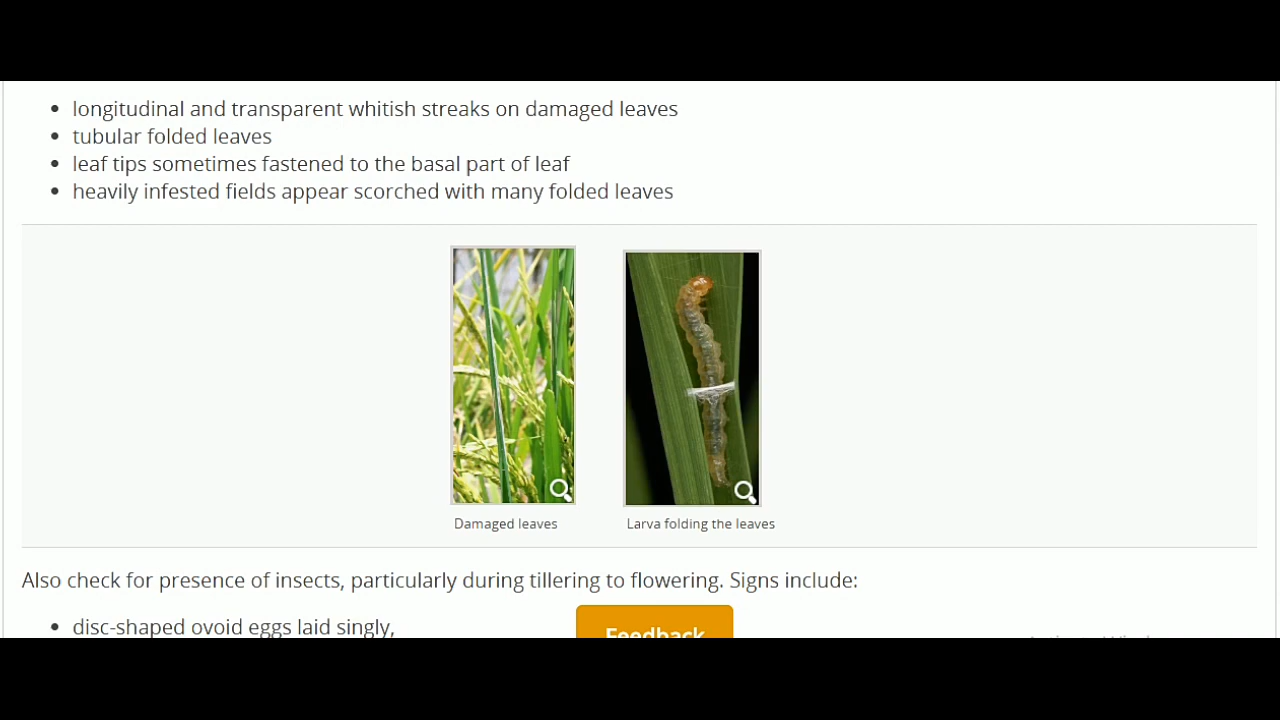 longitudinal and transparent whitish streaks on damaged leaves
tubular folded leaves
leaf tips sometimes fastened to the basal part of leaf
heavily infested fields appear scorched with many folded leaves
Damaged leaves
Larva folding the leaves
Also check for presence of insects, particularly during tillering to flowering. Signs include:
disc-shaped ovoid eggs laid singly,
Feedback